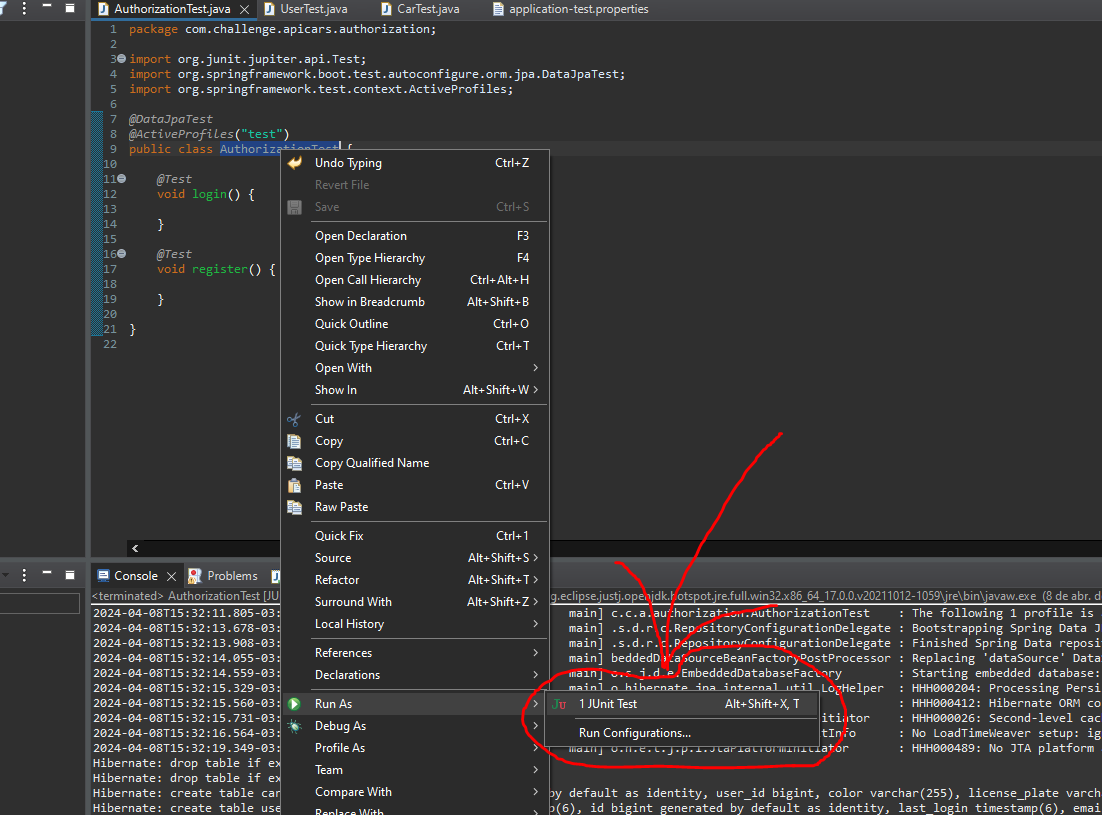 AuthorizationTest.java
UserTest.java
CarTest.java
application-test.properties
1 package com.challenge.apicars.authorization;
2
3 import org.junit.jupiter.api.Test;
4 import org.springframework.boot.test.autoconfigure.orm.jpa.DataJpaTest;
5 import org.springframework.test.context.ActiveProfiles;
6
7 @DataJpaTest
8 @ActiveProfiles("test")
9 public class AuthorizationTest {
10
11 @Test
12 void login() {
13
14 }
15
16 @Test
17 void register() {
18
19 }
20
21 }
22
Undo Typing Ctrl+Z
Revert File
Save Ctrl+S
Open Declaration F3
Open Type Hierarchy F4
Open Call Hierarchy Ctrl+Alt+H
Show in Breadcrumb Alt+Shift+B
Quick Outline Ctrl+O
Quick Type Hierarchy Ctrl+T
Open With
Show In Alt+Shift+W
Cut Ctrl+X
Copy Ctrl+C
Copy Qualified Name
Paste Ctrl+V
Raw Paste
Quick Fix Ctrl+1
Source Alt+Shift+S
Refactor Alt+Shift+T
Surround With Alt+Shift+Z
Local History
References
Declarations
Run As
Debug As
Profile As
Team
Compare With
Replace With
1 JUnit Test Alt+Shift+X, T
Run Configurations...
Console
Problems
<terminated> AuthorizationTest [JU g.eclipse.justj.openjdk.hotspot.jre.full.win32.x86_64_17.0.0.v20211012-1059\jre\bin\javaw.exe (8 de abr. d
2024-04-08T15:32:11.805-03: main] c.c.a.authorization.AuthorizationTest : The following 1 profile is
2024-04-08T15:32:13.678-03: main] .s.d.r.c.RepositoryConfigurationDelegate : Bootstrapping Spring Data J
2024-04-08T15:32:13.908-03: main] .s.d.r.c.RepositoryConfigurationDelegate : Finished Spring Data reposit
2024-04-08T15:32:14.055-03: main] beddedDataSourceBeanFactoryPostProcessor : Replacing 'dataSource' Data
2024-04-08T15:32:14.559-03: main] o.s.j.d.e.EmbeddedDatabaseFactory : Starting embedded database:
2024-04-08T15:32:15.329-03: main] o.hibernate.jpa.internal.util.LogHelper : HHH000204: Processing Persi
2024-04-08T15:32:15.560-03: : HHH000412: Hibernate ORM co
2024-04-08T15:32:15.731-03: itiator : HHH000026: Second-level cac
2024-04-08T15:32:16.564-03: tInfo : No LoadTimeWeaver setup: ig
2024-04-08T15:32:19.349-03: main] o.h.e.t.j.p.i.JtaPlatformInitiator : HHH000489: No JTA platform
Hibernate: drop table if ex
Hibernate: drop table if ex
Hibernate: create table car by default as identity, user_id bigint, color varchar(255), license_plate varch
Hibernate: create table use p(6), id bigint generated by default as identity, last_login timestamp(6), emai